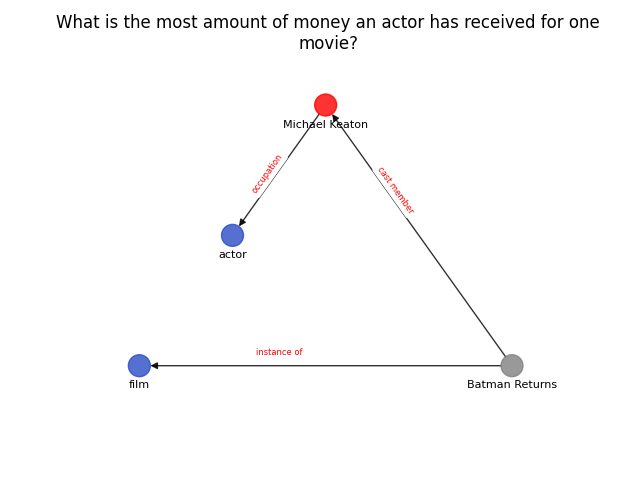 What is the most amount of money an actor has received for one
movie?
Michael Keaton
occupation
cast member
actor
instance of
film
Batman Returns